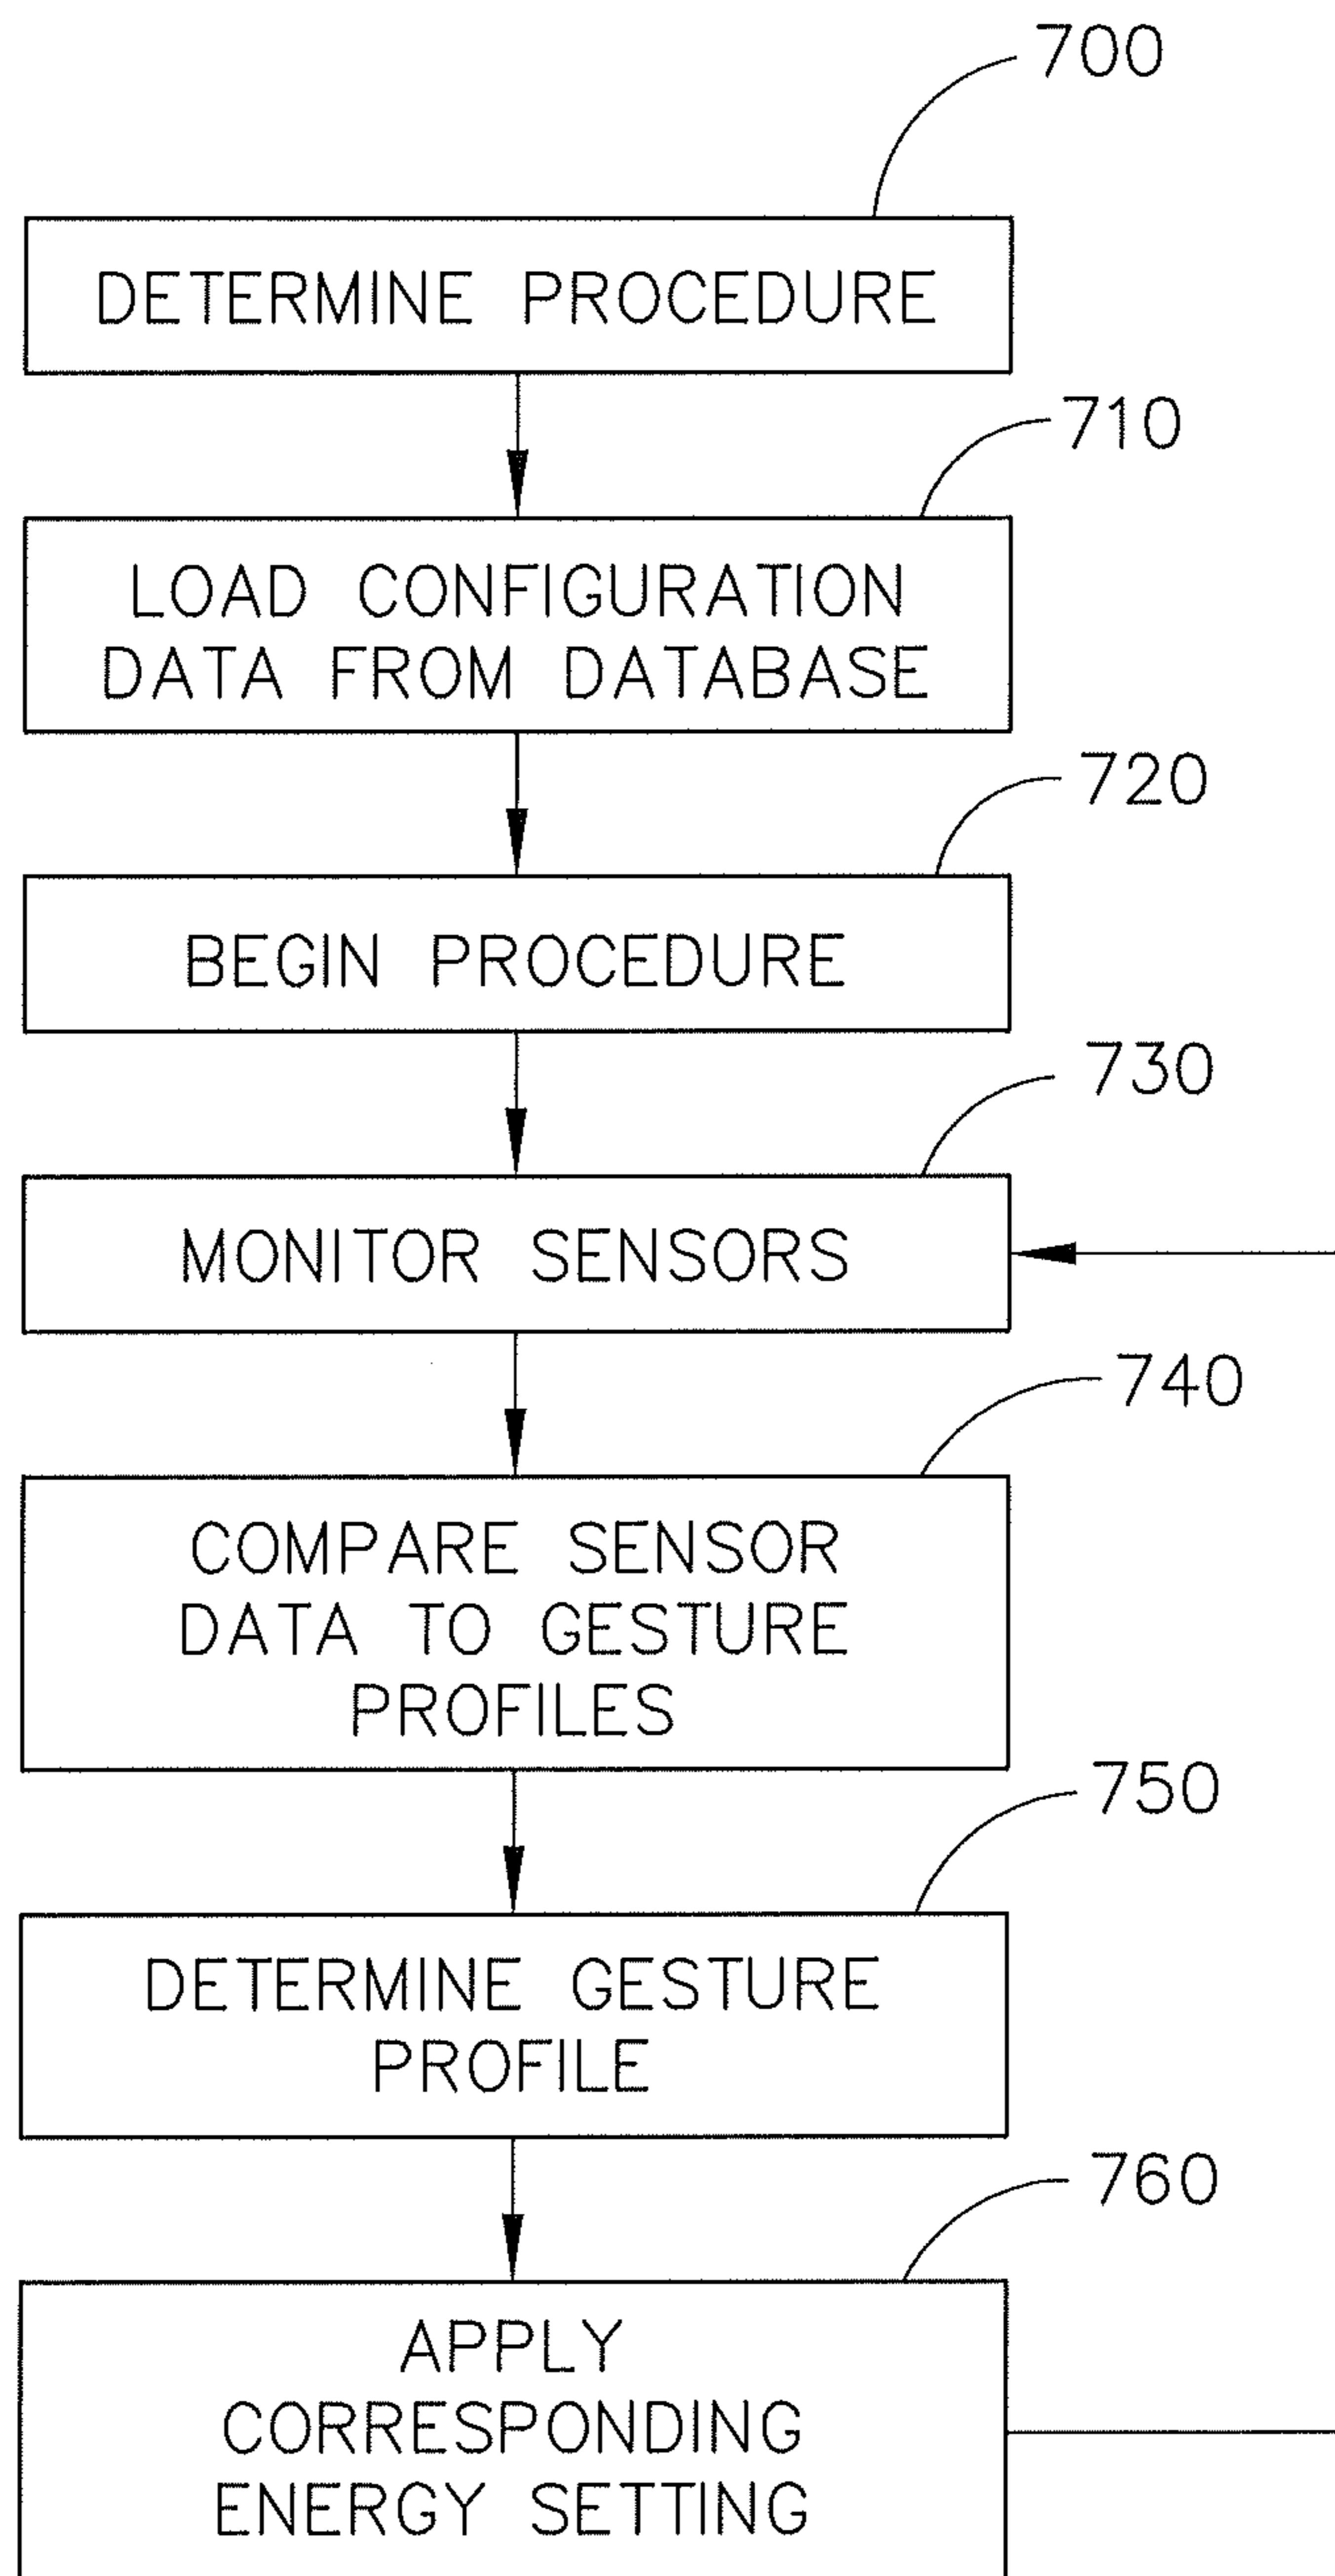 700
DETERMINE PROCEDURE
710
LOAD CONFIGURATION
DATA FROM DATABASE
720
BEGIN PROCEDURE
730
MONITOR SENSORS
740
COMPARE SENSOR
DATA TO GESTURE
PROFILES
750
DETERMINE GESTURE
PROFILE
760
APPLY
CORRESPONDING
ENERGY SETTING